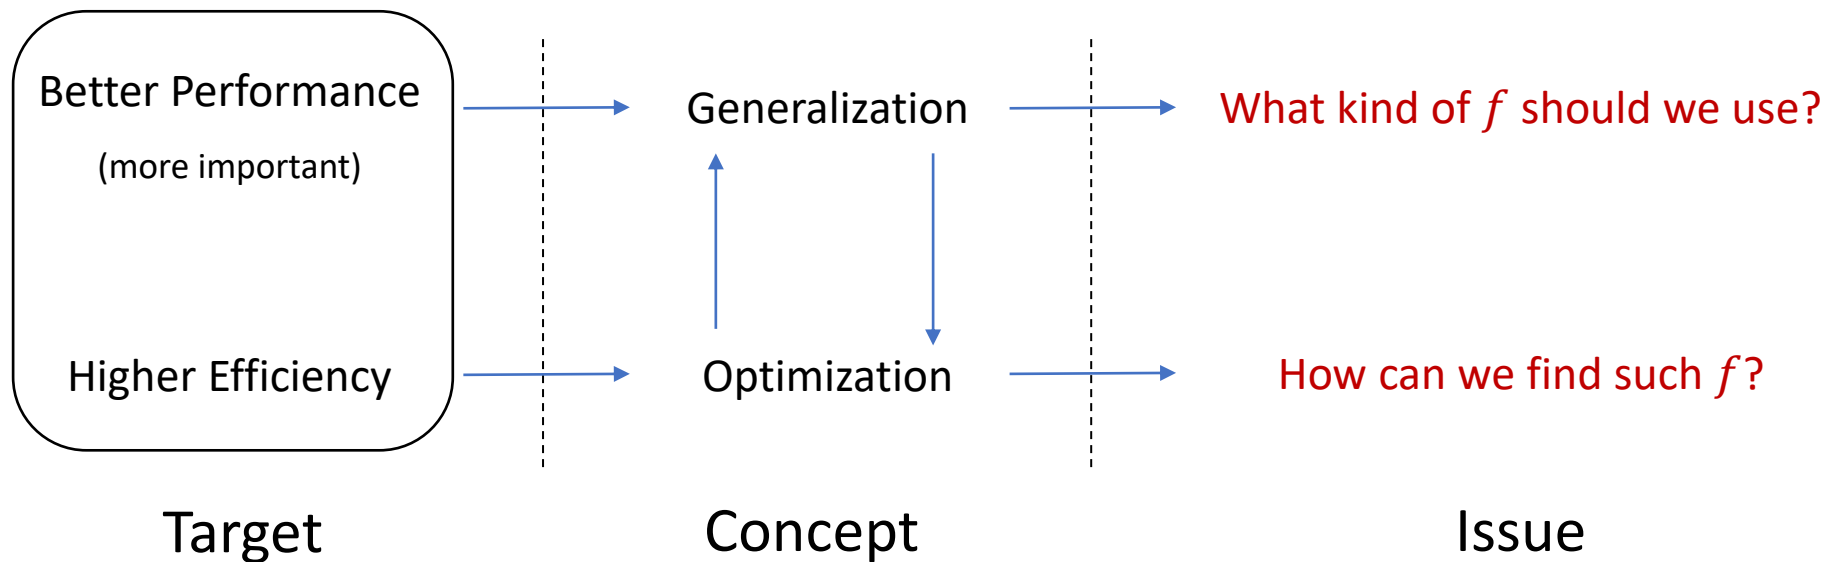 Better Performance
(more important)
Generalization
What kind of f should we use?
Higher Efficiency
Optimization
How can we find such f?
Target
Concept
Issue